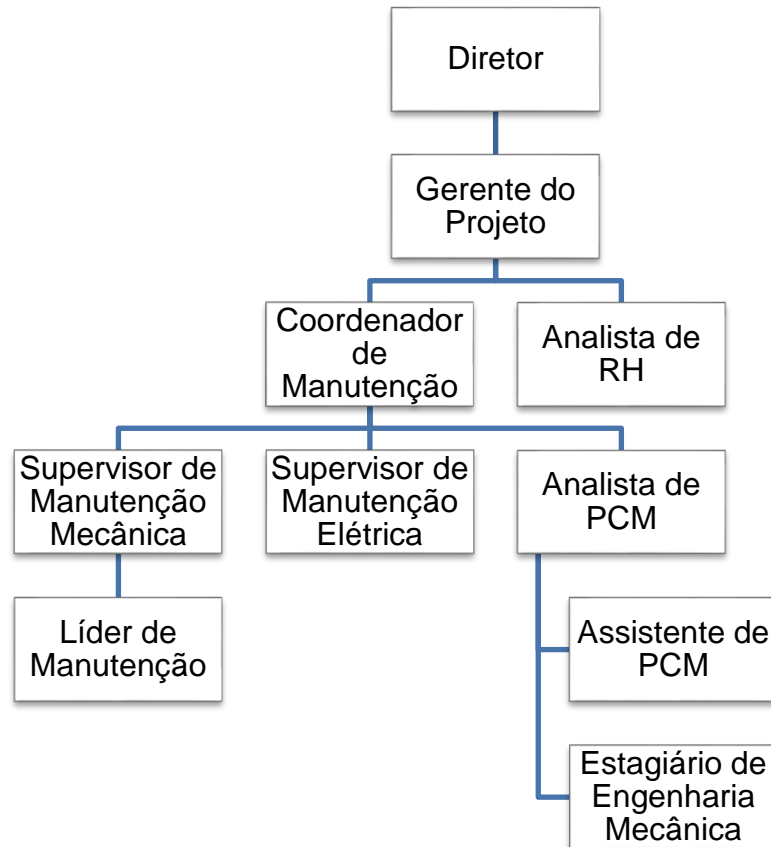 Diretor
Gerente do
Projeto
Coordenador
de
Manutenção
Analista de
RH
Supervisor de
Manutenção
Mecânica
Supervisor de
Manutenção
Elétrica
Analista de
PCM
Líder de
Manutenção
Assistente de
PCM
Estagiário de
Engenharia
Mecânica